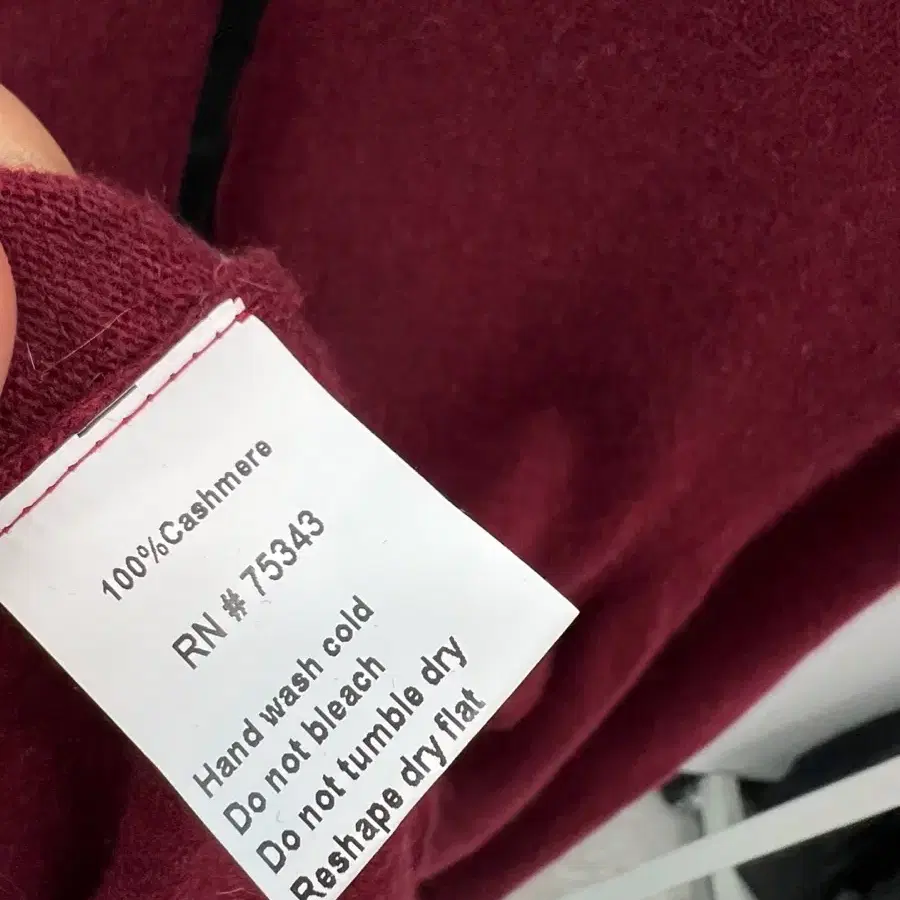 100%Cashmere
RN # 75343
Hand wash cold
Do not bleach
Do not tumble dry
Reshape dry flat